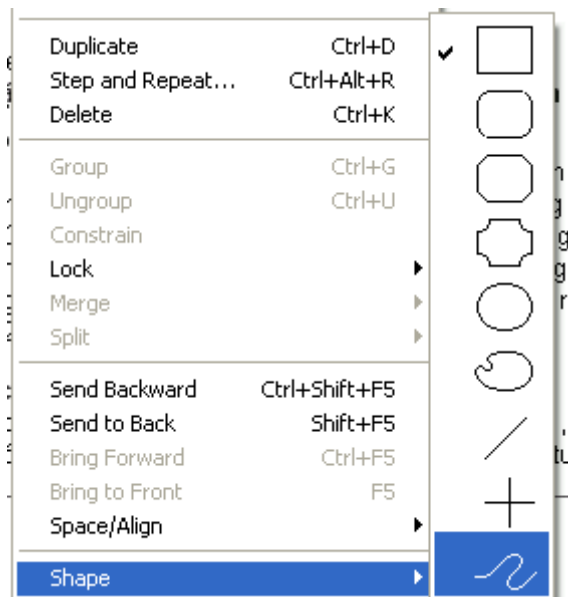 Duplicate Ctrl+D
Step and Repeat... Ctrl+Alt+R
Delete Ctrl+K
Group Ctrl+G
Ungroup Ctrl+U
Constrain
Lock
Merge
Split
Send Backward Ctrl+Shift+F5
Send to Back Shift+F5
Bring Forward Ctrl+F5
Bring to Front F5
Space/Align
Shape